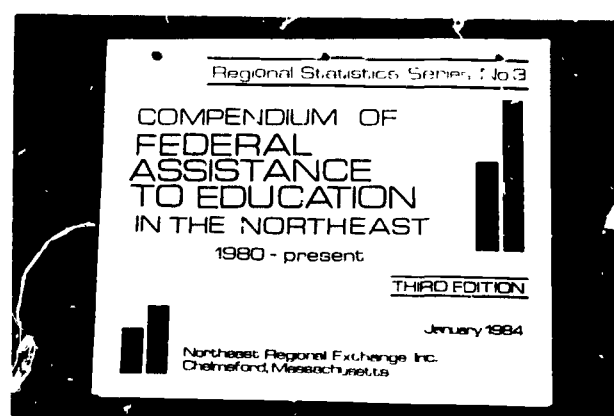 Regional Statistics Series No 3
COMPENDIUM OF
FEDERAL
ASSISTANCE
TO EDUCATION
IN THE NORTHEAST
1980 - present
THIRD EDITION
January 1984
Northeast Regional Exchange Inc.
Chelmsford, Massachusetts